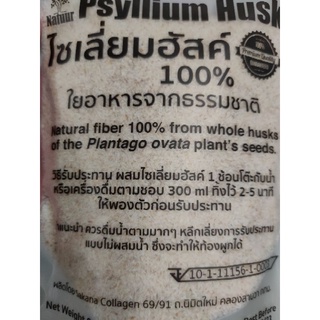 Natuur
Psyllium Husk
ไซเลี่ยมฮัสค์
Premium Quality
100%
ใยอาหารจากธรรมชาติ
Natural fiber 100% from whole husks
of the Plantago ovata plant's seeds.
วิธีรับประทาน ผสมไซเลี่ยมฮัสค์ 1 ช้อนโต๊ะกับน้ำ
หรือเครื่องดื่มตามชอบ 300 ml ทิ้งไว้ 2-5 นาที
ให้พองตัวก่อนรับประทาน
คำแนะนำ ควรดื่มน้ำตามมากๆ หลีกเลี่ยงการรับประทาน
แบบไม่ผสมน้ำ ซึ่งจะทำให้ท้องผูกได้
10-1-11156-1-
Collagen 69/91 ถ.นิมิตใหม่
Net Weight
Best Before